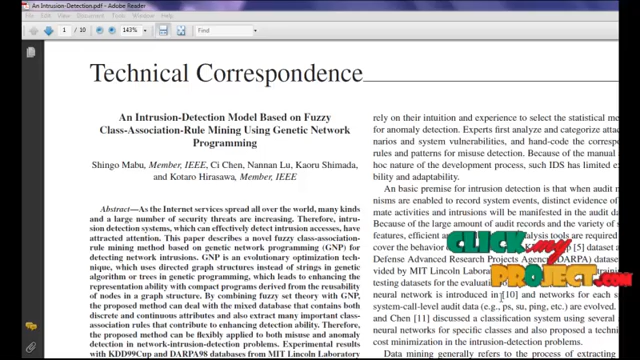 An Intrusion-Detection.pdf - Adobe Reader
File Edit View Document Tools Window Help
1 / 10 143% Find
Technical Correspondence
An Intrusion-Detection Model Based on Fuzzy
Class-Association-Rule Mining Using Genetic Network
Programming
Shingo Mabu, Member, IEEE, Ci Chen, Nannan Lu, Kaoru Shimada,
and Kotaro Hirasawa, Member, IEEE
Abstract—As the Internet services spread all over the world, many kinds
and a large number of security threats are increasing. Therefore, intru-
sion detection systems, which can effectively detect intrusion accesses,
have attracted attention. This paper describes a novel fuzzy class-association-
rule mining method based on genetic network programming (GNP) for
detecting network intrusions. GNP is an evolutionary optimization tech-
nique, which uses directed graph structures instead of strings in genetic
algorithm or trees in genetic programming, which leads to enhancing the
representation ability with compact programs derived from the reusability
of nodes in a graph structure. By combining fuzzy set theory with GNP,
the proposed method can deal with the mixed database that contains both
discrete and continuous attributes and also extract many important class-
association rules that contribute to enhancing detection ability. Therefore,
the proposed method can be flexibly applied to both misuse and anomaly
detection in network-intrusion-detection problems. Experimental results
with KDD99Cup and DARPA98 databases from MIT Lincoln Laboratory
rely on their intuition and experience to select the statistical me
for anomaly detection. Experts first analyze and categorize attac
narios and system vulnerabilities, and hand-code the correspo
rules and patterns for misuse detection. Because of the manual
hoc nature of the development process, such IDS has limited ex
bility and adaptability.
An basic premise for intrusion detection is that when audit m
nisms are enabled to record system events, distinct evidence of
mate activities and intrusions will be manifested in the audit da
Because of the large amount of audit records and the variety of s
features, efficient a alysis tools are required
cover the behavior [5] dataset a
Defense Advanced Research Projects DARPA) datase
vided by MIT Lincoln Labora training
testing datasets for the evaluation
neural network is introduced in [10] and networks for each s
system-call-level audit data (e.g., ps, su, ping, etc.) are evolved.
and Chen [11] discussed a classification system using several
neural networks for specific classes and also proposed a techni
cost minimization in the intrusion-detection problems.
Data mining generally refers to the process of extracting
CLICK my
PROJECT.com